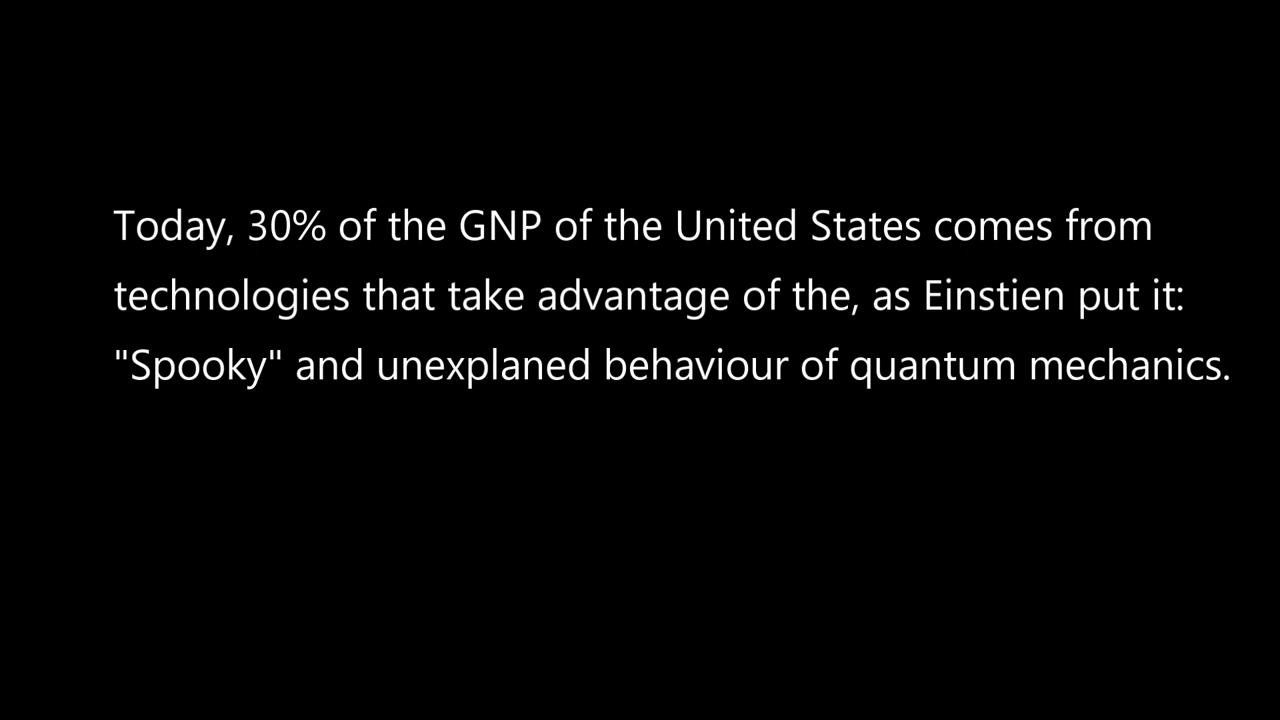 Today, 30% of the GNP of the United States comes from
technologies that take advantage of the, as Einstien put it:
"Spooky" and unexplaned behaviour of quantum mechanics.